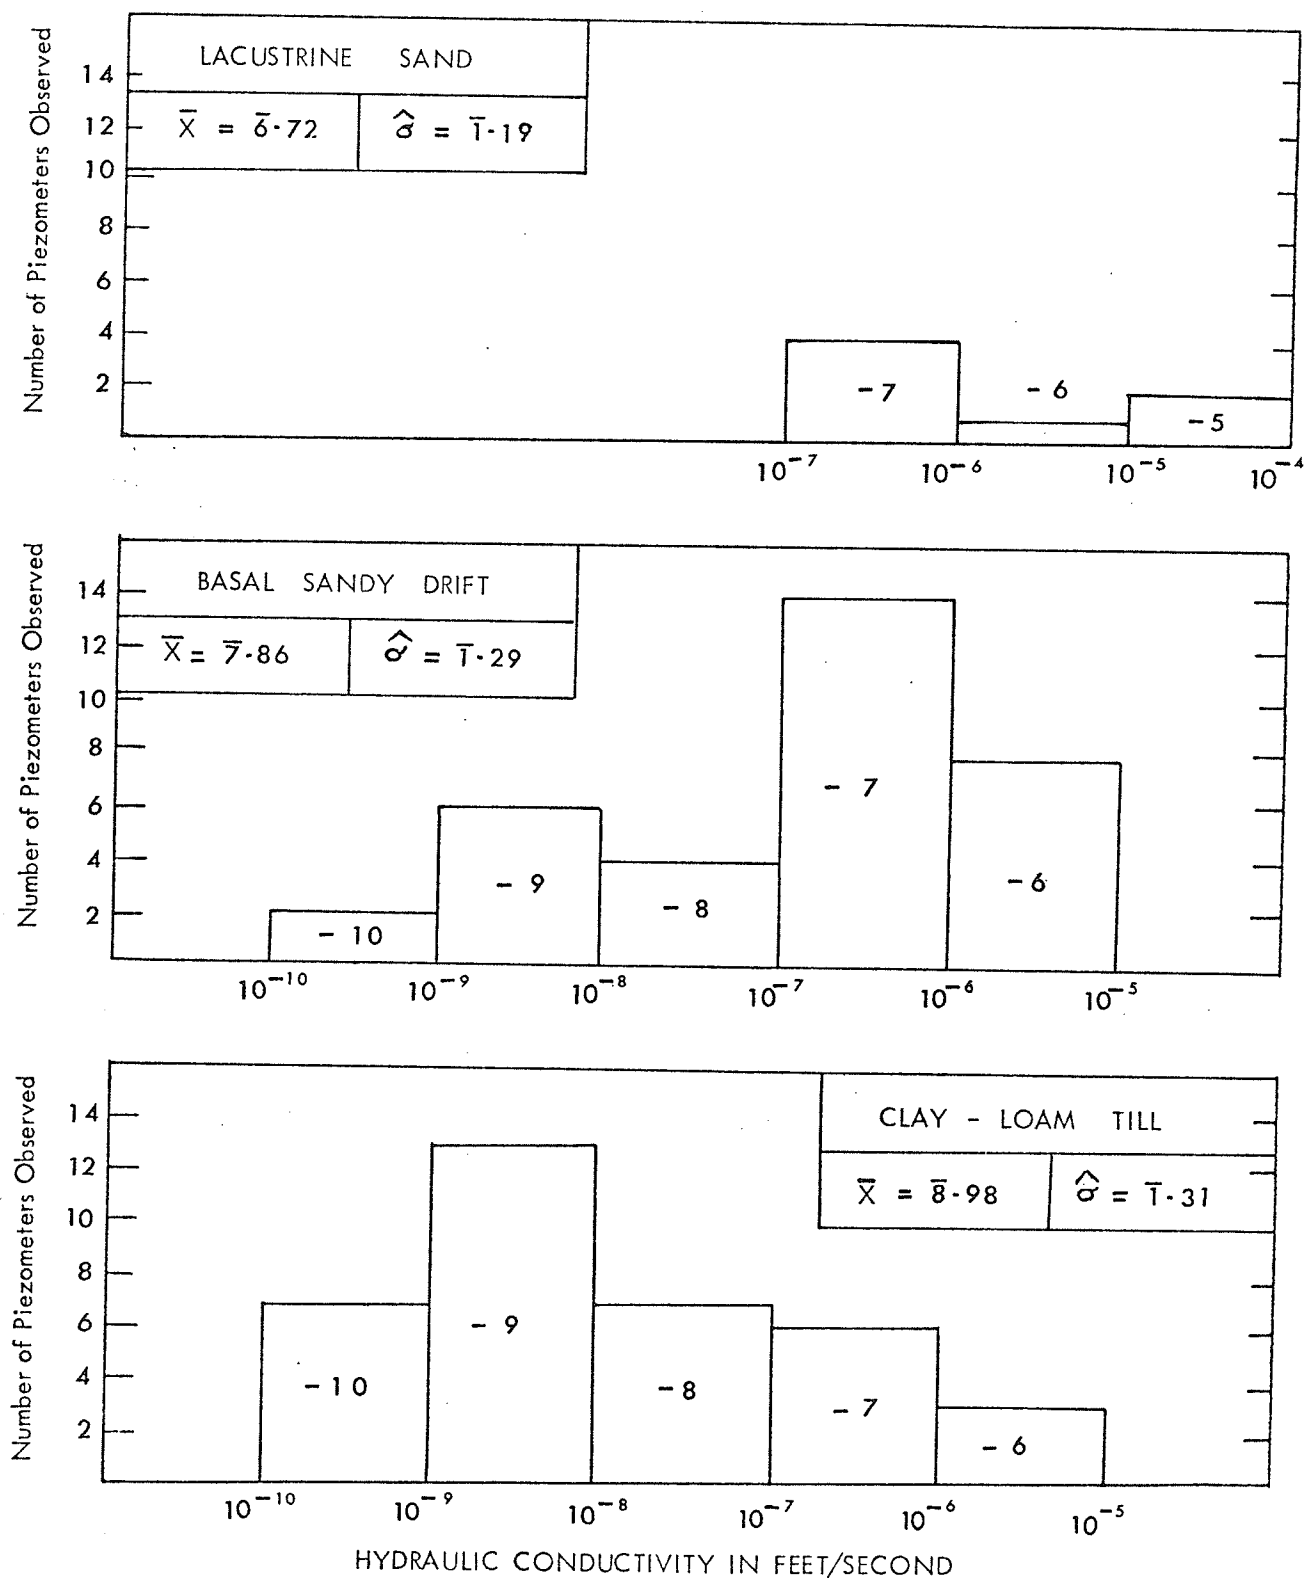 Number of Piezometers Observed
LACUSTRINE SAND
X̅ = 6̅·72
σ̂ = 1̅·19
14
12
10
8
6
4
2
-7
-6
-5
10⁻⁷ 10⁻⁶ 10⁻⁵ 10⁻⁴
Number of Piezometers Observed
BASAL SANDY DRIFT
X̅ = 7̅·86
σ̂ = 1̅·29
14
12
10
8
6
4
2
- 10
- 9
- 8
- 7
- 6
10⁻¹⁰ 10⁻⁹ 10⁻⁸ 10⁻⁷ 10⁻⁶ 10⁻⁵
Number of Piezometers Observed
CLAY - LOAM TILL
X̅ = 8̅·98
σ̂ = 1̅·31
14
12
10
8
6
4
2
-10
- 9
-8
- 7
- 6
10⁻¹⁰ 10⁻⁹ 10⁻⁸ 10⁻⁷ 10⁻⁶ 10⁻⁵
HYDRAULIC CONDUCTIVITY IN FEET/SECOND